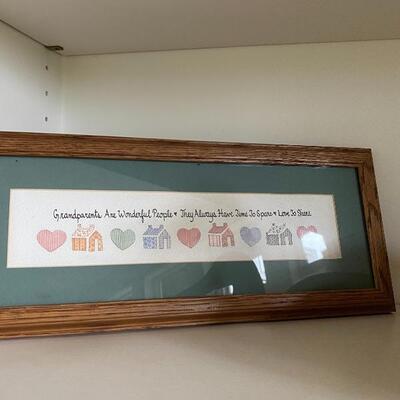 Grandparents Are Wonderful People ♥ They Always Have Time To Spare ♥ Love To Share